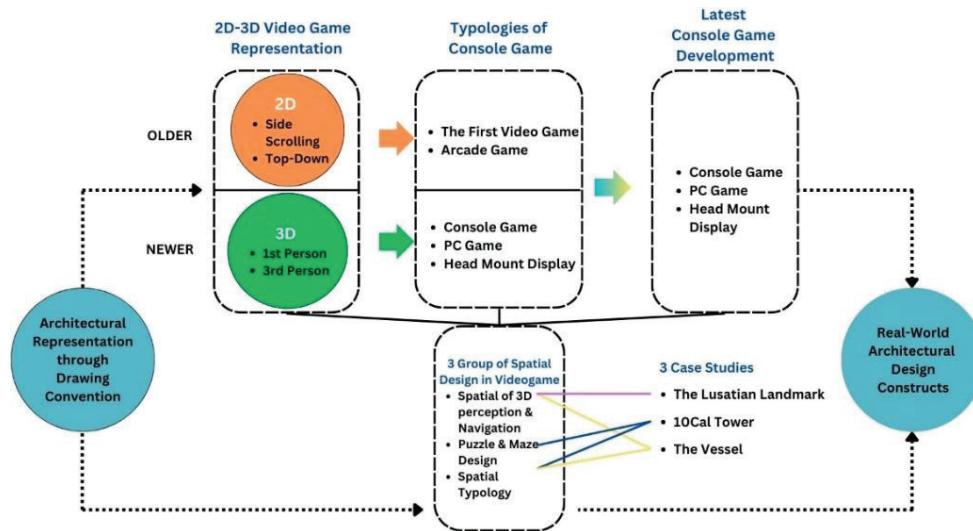 2D-3D Video Game
Representation
Typologies of
Console Game
Latest
Console Game
Development
OLDER
2D
• Side
Scrolling
• Top-Down
• The First Video Game
• Arcade Game
• Console Game
• PC Game
• Head Mount
Display
NEWER
3D
• 1st Person
• 3rd Person
• Console Game
• PC Game
• Head Mount Display
Architectural
Representation
through
Drawing
Convention
3 Group of Spatial
Design in Videogame
• Spatial of 3D
perception &
Navigation
• Puzzle & Maze
Design
• Spatial
Typology
3 Case Studies
• The Lusatian Landmark
• 10Cal Tower
• The Vessel
Real-World
Architectural
Design
Constructs